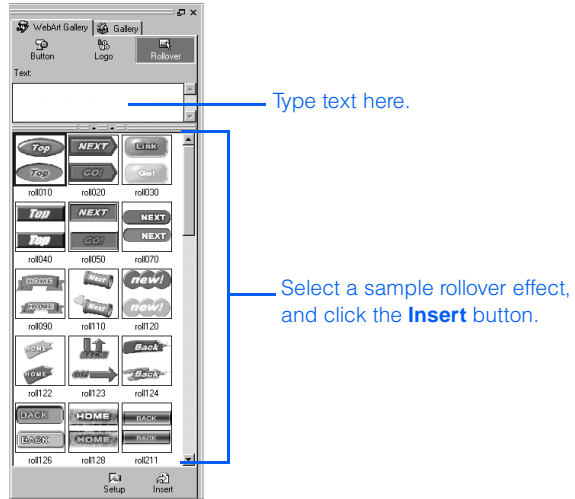 WebArt Gallery Gallery
Button Logo Rollover
Text:
Type text here.
Top NEXT Link
Top GO! Go!
roll010 roll020 roll030
Top NEXT NEXT
Top GO! NEXT
roll040 roll050 roll070
HOME Next new!
HOME Next new!
roll090 roll110 roll120
Select a sample rollover effect,
and click the Insert button.
HOME BACK! Back
HOME GO! Back
roll122 roll123 roll124
BACK HOME BACK
BACK HOME BACK
roll126 roll128 roll211
Setup Insert